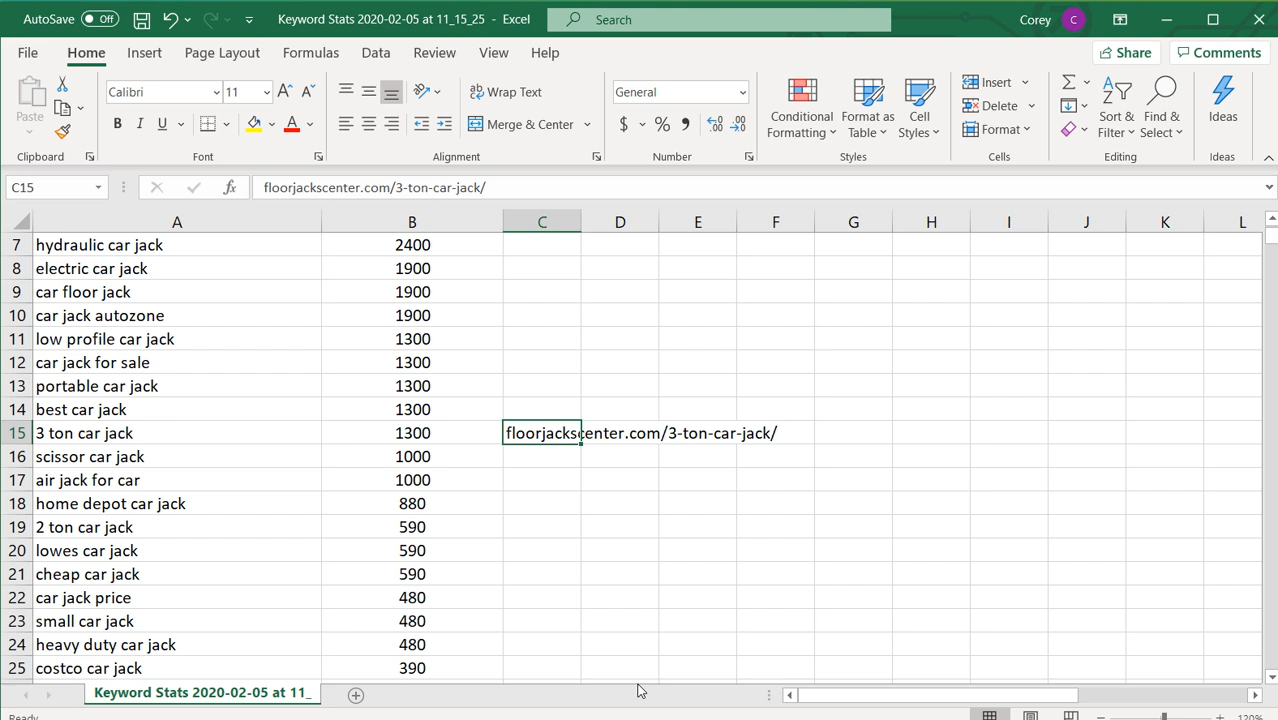 AutoSave Off Keyword Stats 2020-02-05 at 11_15_25 - Excel Search Corey C
File Home Insert Page Layout Formulas Data Review View Help Share Comments
Paste Calibri 11 Wrap Text General Conditional Formatting Format as Table Cell Styles Insert Sort & Filter Find & Select Ideas
B I U Merge & Center $ % Delete
Format
Clipboard Font Alignment Number Styles Cells Editing Ideas
C15 fx floorjackscenter.com/3-ton-car-jack/
A B C D E F G H I J K L
7 hydraulic car jack 2400
8 electric car jack 1900
9 car floor jack 1900
10 car jack autozone 1900
11 low profile car jack 1300
12 car jack for sale 1300
13 portable car jack 1300
14 best car jack 1300
15 3 ton car jack 1300 floorjackscenter.com/3-ton-car-jack/
16 scissor car jack 1000
17 air jack for car 1000
18 home depot car jack 880
19 2 ton car jack 590
20 lowes car jack 590
21 cheap car jack 590
22 car jack price 480
23 small car jack 480
24 heavy duty car jack 480
25 costco car jack 390
Keyword Stats 2020-02-05 at 11_
Ready 120%